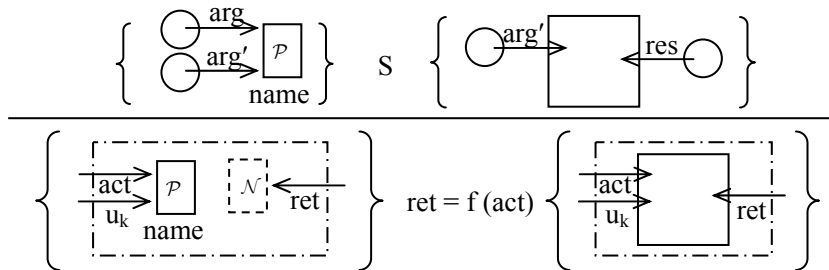 arg
arg′ 𝒫 S arg′ res
name
act 𝒫 𝒩 ret = f (act) act
u_k ret u_k ret
name